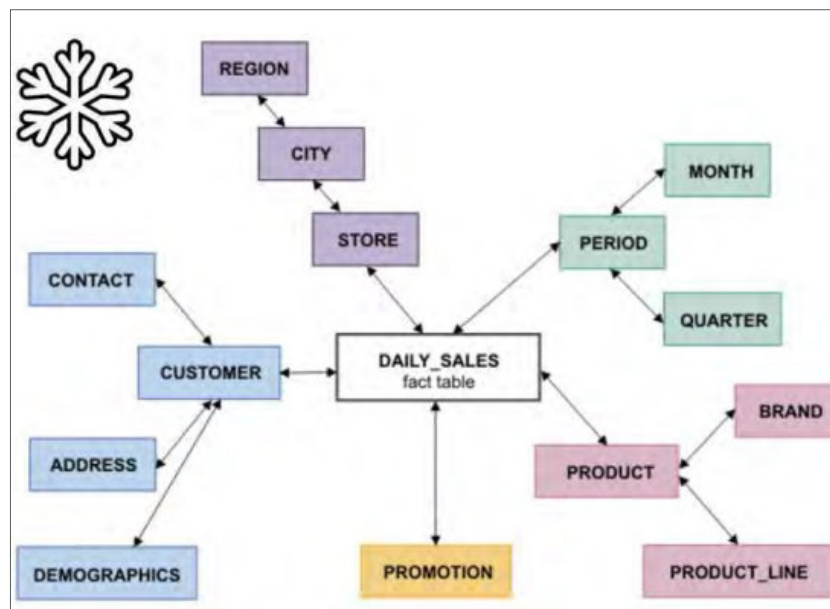 REGION
CITY
MONTH
STORE
PERIOD
CONTACT
QUARTER
CUSTOMER
DAILY_SALES
fact table
BRAND
ADDRESS
PRODUCT
DEMOGRAPHICS
PROMOTION
PRODUCT_LINE